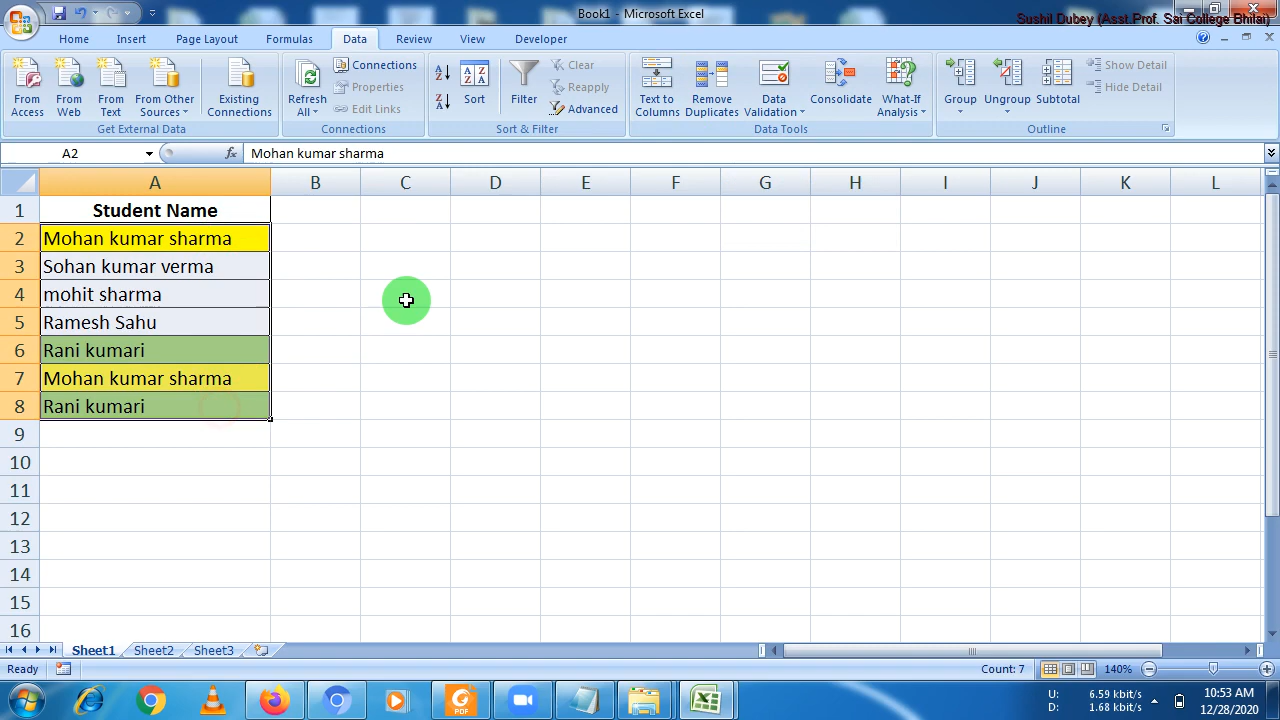 Book1 - Microsoft Excel
Sushil Dubey (Asst.Prof. Sai College Bhilai)
Home Insert Page Layout Formulas Data Review View Developer
From Access
From Web
From Text
From Other Sources
Existing Connections
Get External Data
Refresh All
Connections
Properties
Edit Links
Connections
Sort
Filter
Clear
Reapply
Advanced
Sort & Filter
Text to Columns
Remove Duplicates
Data Validation
Consolidate
What-If Analysis
Data Tools
Group
Ungroup
Subtotal
Show Detail
Hide Detail
Outline
A2 fx Mohan kumar sharma
A B C D E F G H I J K L
1 Student Name
2 Mohan kumar sharma
3 Sohan kumar verma
4 mohit sharma
5 Ramesh Sahu
6 Rani kumari
7 Mohan kumar sharma
8 Rani kumari
9
10
11
12
13
14
15
16
Sheet1 Sheet2 Sheet3
Ready Count: 7 140%
PDF
U: 6.59 kbit/s
D: 1.68 kbit/s
10:53 AM
12/28/2020